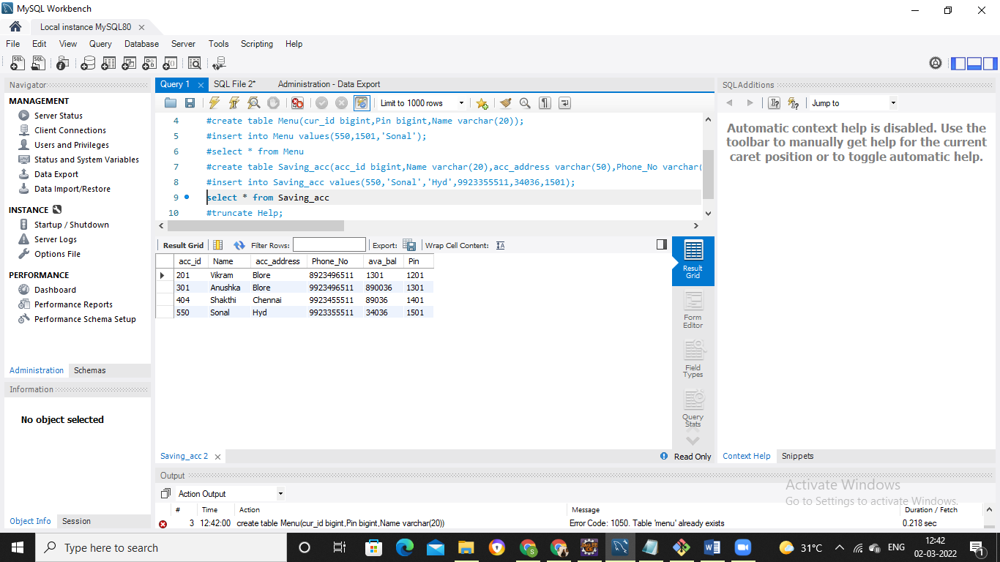 MySQL Workbench
Local instance MySQL80
File Edit View Query Database Server Tools Scripting Help
Navigator
MANAGEMENT
Server Status
Client Connections
Users and Privileges
Status and System Variables
Data Export
Data Import/Restore
INSTANCE
Startup / Shutdown
Server Logs
Options File
PERFORMANCE
Dashboard
Performance Reports
Performance Schema Setup
Administration Schemas
Information
No object selected
Object Info Session
Query 1 SQL File 2* Administration - Data Export
Limit to 1000 rows
4 #create table Menu(cur_id bigint,Pin bigint,Name varchar(20));
5 #insert into Menu values(550,1501,'Sonal');
6 #select * from Menu
7 #create table Saving_acc(acc_id bigint,Name varchar(20),acc_address varchar(50),Phone_No varchar(
8 #insert into Saving_acc values(550,'Sonal','Hyd',9923355511,34036,1501);
9 select * from Saving_acc
10 #truncate Help;
Result Grid Filter Rows: Export: Wrap Cell Content:
acc_id Name acc_address Phone_No ava_bal Pin
201 Vikram Blore 8923496511 1301 1201
301 Anushka Blore 9923496511 890036 1301
404 Shakthi Chennai 9923455511 89036 1401
550 Sonal Hyd 9923355511 34036 1501
Result
Grid
Form
Editor
Field
Types
Query
Stats
Saving_acc 2 Read Only
Output
Action Output
# Time Action Message Duration / Fetch
3 12:42:00 create table Menu(cur_id bigint,Pin bigint,Name varchar(20)) Error Code: 1050. Table 'menu' already exists 0.218 sec
SQLAdditions
Jump to
Automatic context help is disabled. Use the
toolbar to manually get help for the current
caret position or to toggle automatic help.
Context Help Snippets
Activate Windows
Go to Settings to activate Windows.
Type here to search
31°C ENG 12:42
02-03-2022
1